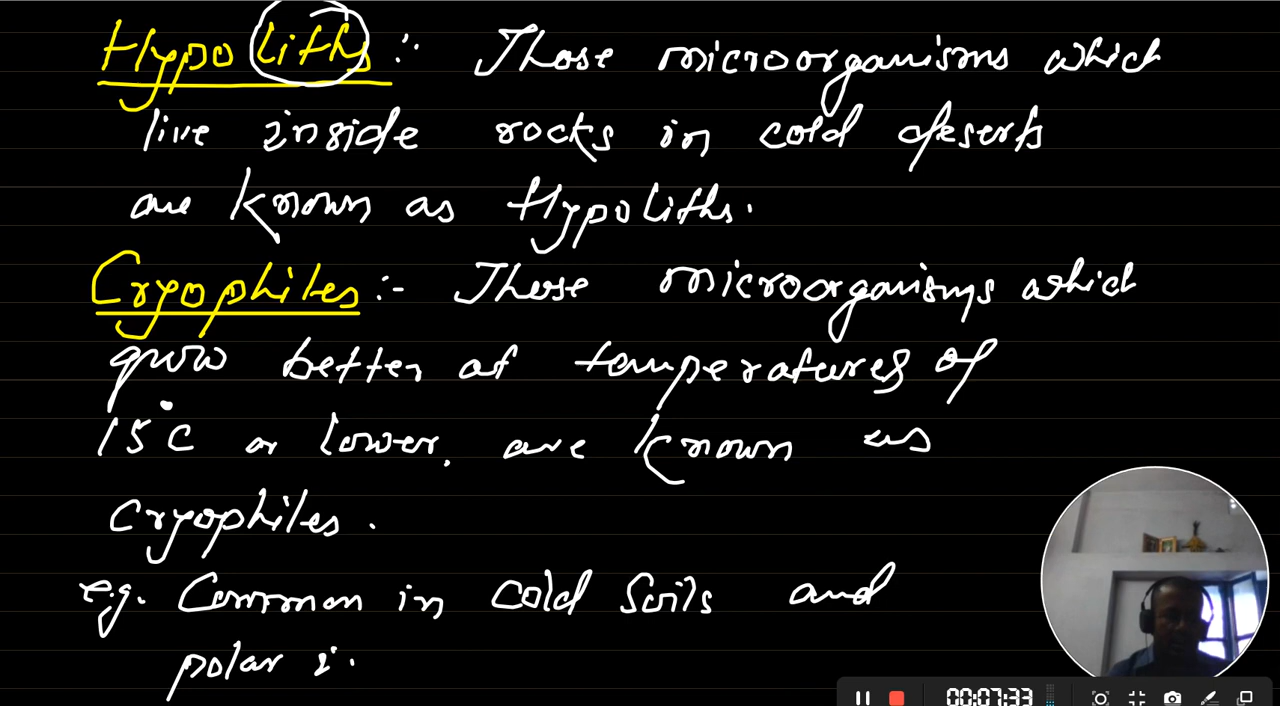 Hypoliths :- Those microorganisms which
live inside rocks in cold deserts
are known as Hypoliths.
Cryophiles :- Those microorganisms which
grow better at temperatures of
15°C or lower, are known as
Cryophiles.
e.g. Common in cold soils and
polar i.
00:07:33